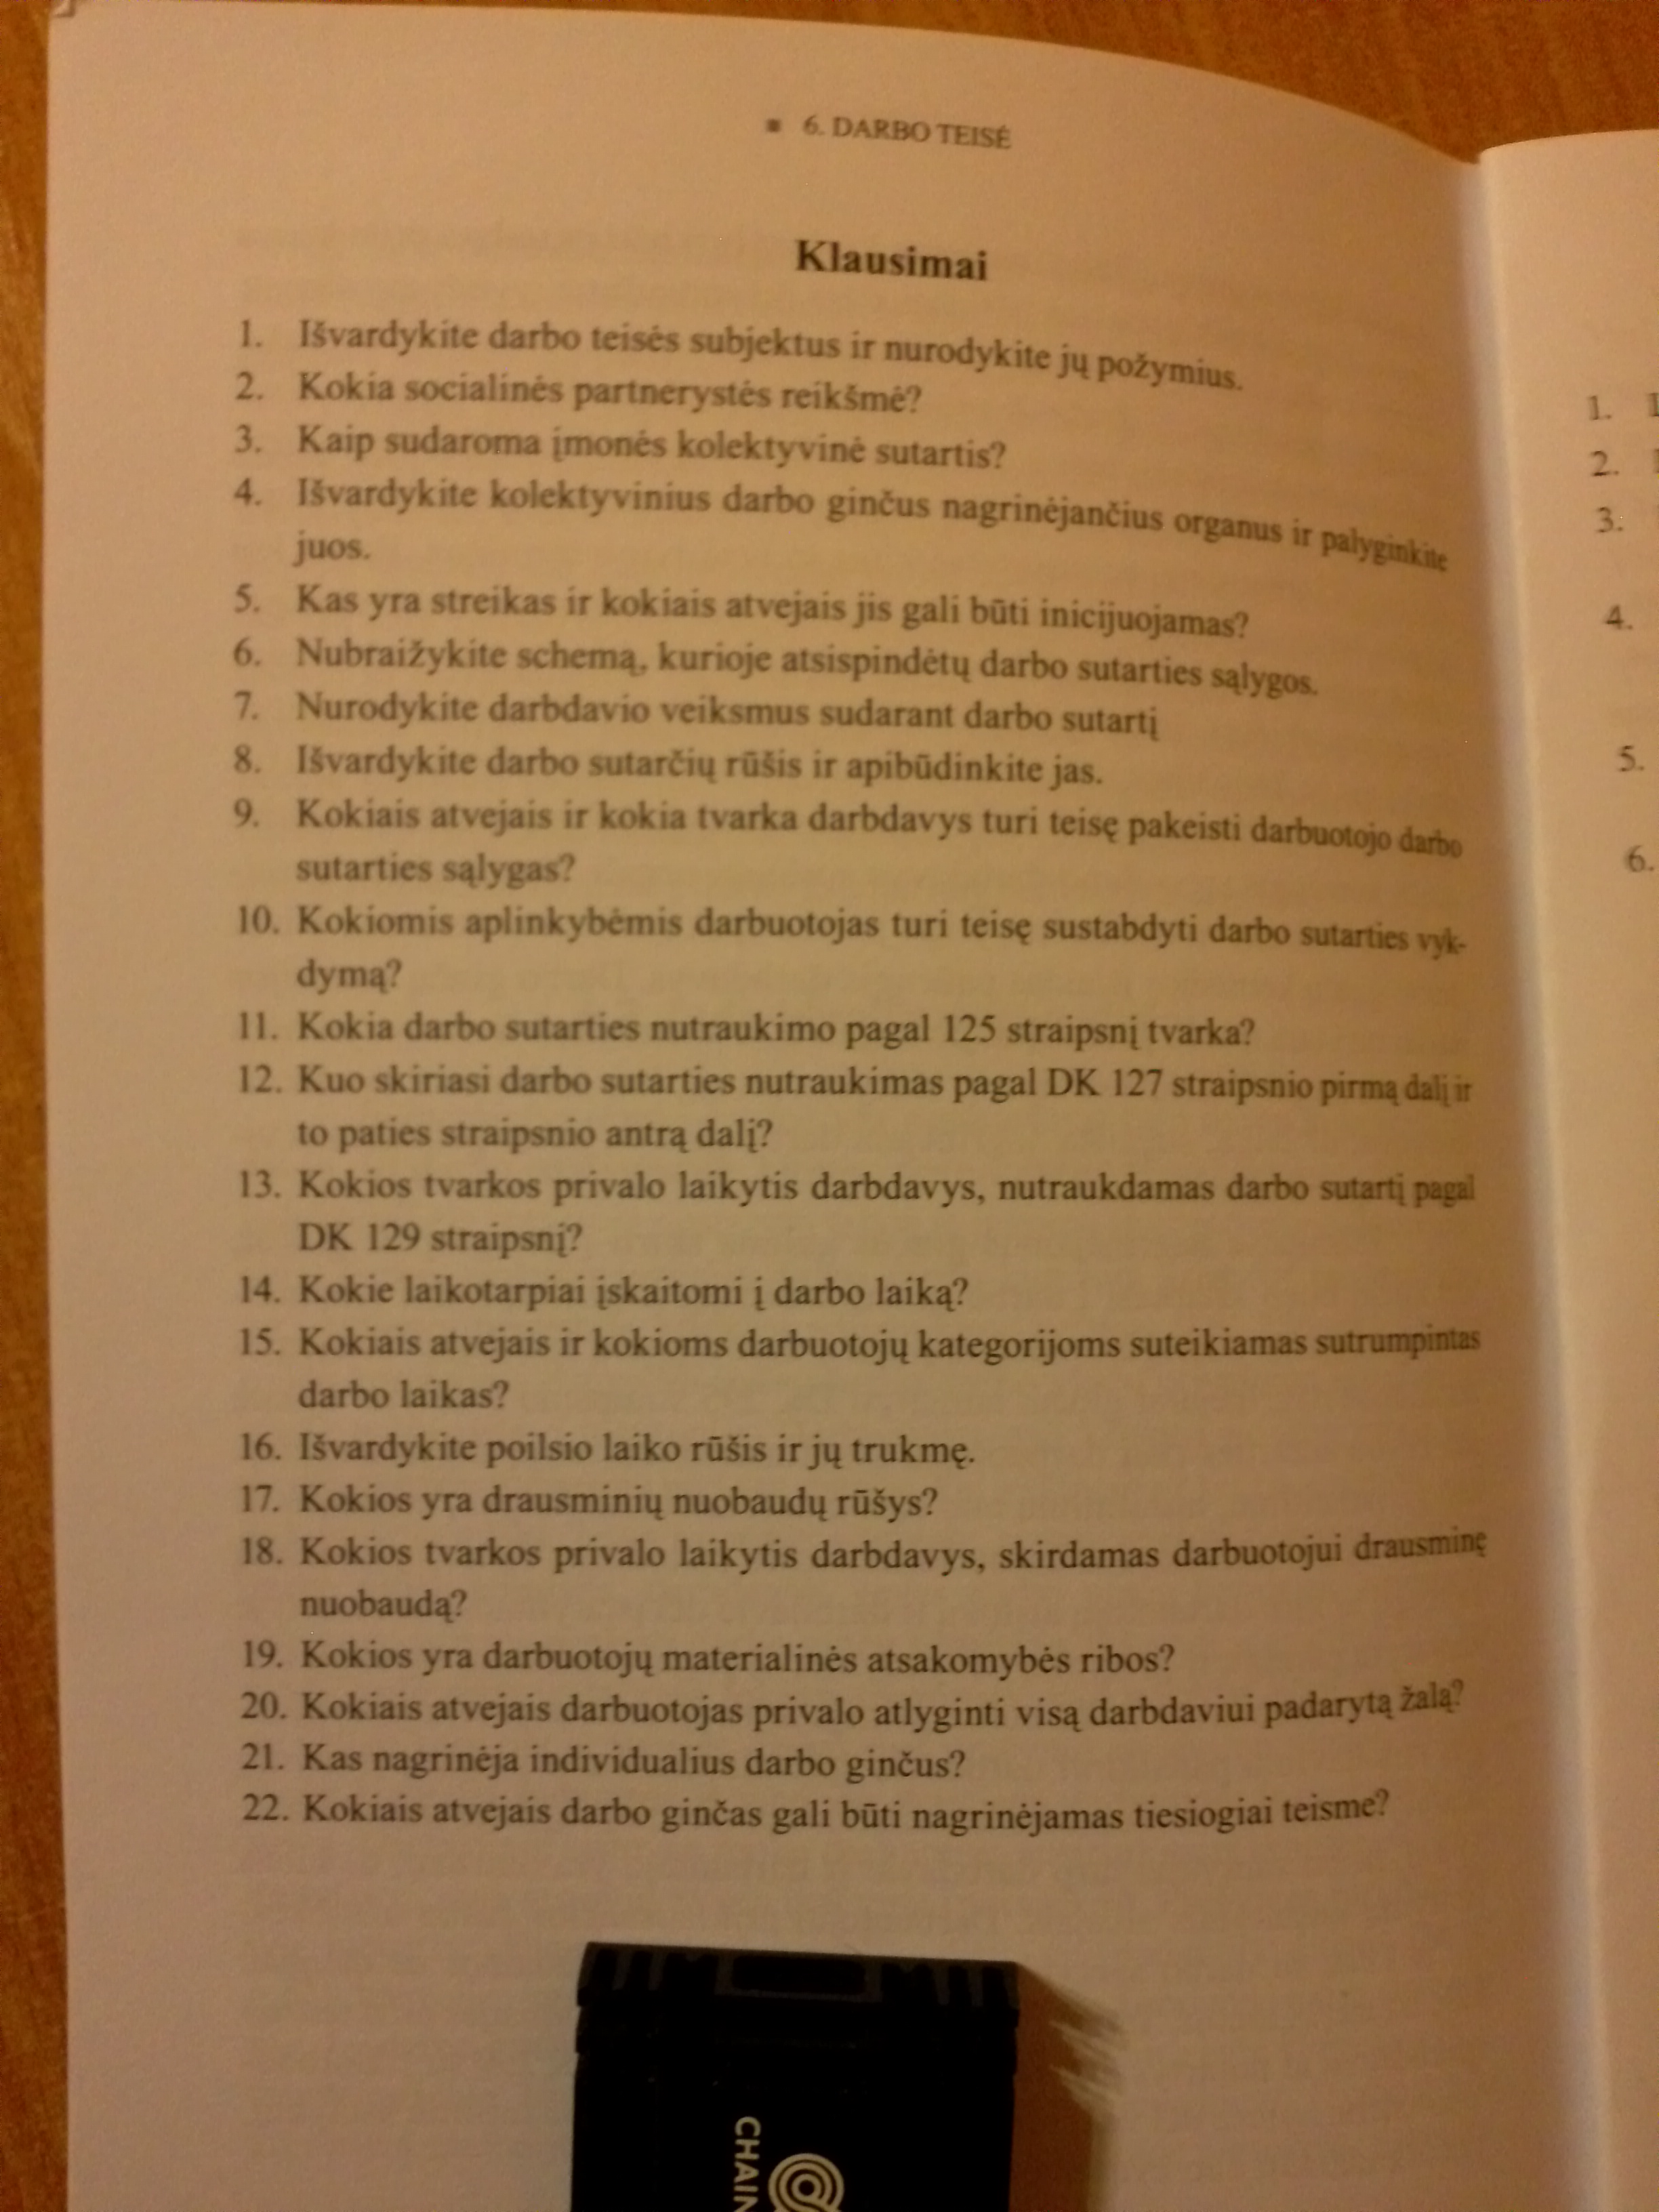 6. DARBO TEISĖ
Klausimai
1. Išvardykite darbo teisės subjektus ir nurodykite jų požymius.
2. Kokia socialinės partnerystės reikšmė?
3. Kaip sudaroma įmonės kolektyvinė sutartis?
4. Išvardykite kolektyvinius darbo ginčus nagrinėjančius organus ir palyginkite
juos.
5. Kas yra streikas ir kokiais atvejais jis gali būti inicijuojamas?
6. Nubraižykite schemą, kurioje atsispindėtų darbo sutarties sąlygos.
7. Nurodykite darbdavio veiksmus sudarant darbo sutartį
8. Išvardykite darbo sutarčių rūšis ir apibūdinkite jas.
9. Kokiais atvejais ir kokia tvarka darbdavys turi teisę pakeisti darbuotojo darbo
sutarties sąlygas?
10. Kokiomis aplinkybėmis darbuotojas turi teisę sustabdyti darbo sutarties vyk-
dymą?
11. Kokia darbo sutarties nutraukimo pagal 125 straipsnį tvarka?
12. Kuo skiriasi darbo sutarties nutraukimas pagal DK 127 straipsnio pirmą dalį ir
to paties straipsnio antrą dalį?
13. Kokios tvarkos privalo laikytis darbdavys, nutraukdamas darbo sutartį pagal
DK 129 straipsnį?
14. Kokie laikotarpiai įskaitomi į darbo laiką?
15. Kokiais atvejais ir kokioms darbuotojų kategorijoms suteikiamas sutrumpintas
darbo laikas?
16. Išvardykite poilsio laiko rūšis ir jų trukmę.
17. Kokios yra drausminių nuobaudų rūšys?
18. Kokios tvarkos privalo laikytis darbdavys, skirdamas darbuotojui drausminę
nuobaudą?
19. Kokios yra darbuotojų materialinės atsakomybės ribos?
20. Kokiais atvejais darbuotojas privalo atlyginti visą darbdaviui padarytą žalą?
21. Kas nagrinėja individualius darbo ginčus?
22. Kokiais atvejais darbo ginčas gali būti nagrinėjamas tiesiogiai teisme?
CHAIN
1.
2.
3.
4.
5.
6.